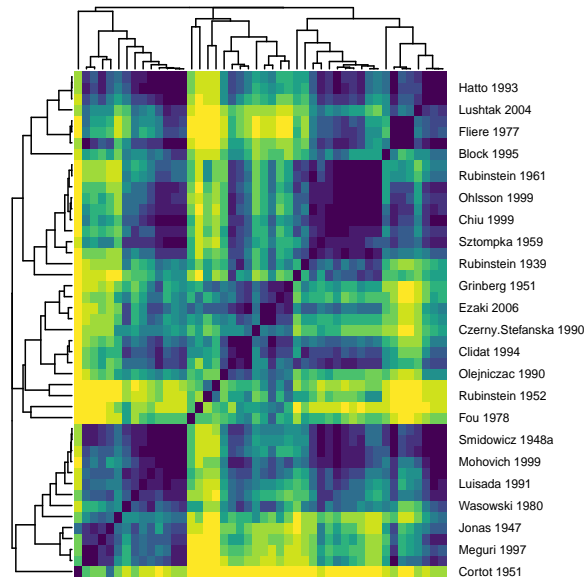 Hatto 1993
Lushtak 2004
Fliere 1977
Block 1995
Rubinstein 1961
Ohlsson 1999
Chiu 1999
Sztompka 1959
Rubinstein 1939
Grinberg 1951
Ezaki 2006
Czerny.Stefanska 1990
Clidat 1994
Olejniczac 1990
Rubinstein 1952
Fou 1978
Smidowicz 1948a
Mohovich 1999
Luisada 1991
Wasowski 1980
Jonas 1947
Meguri 1997
Cortot 1951